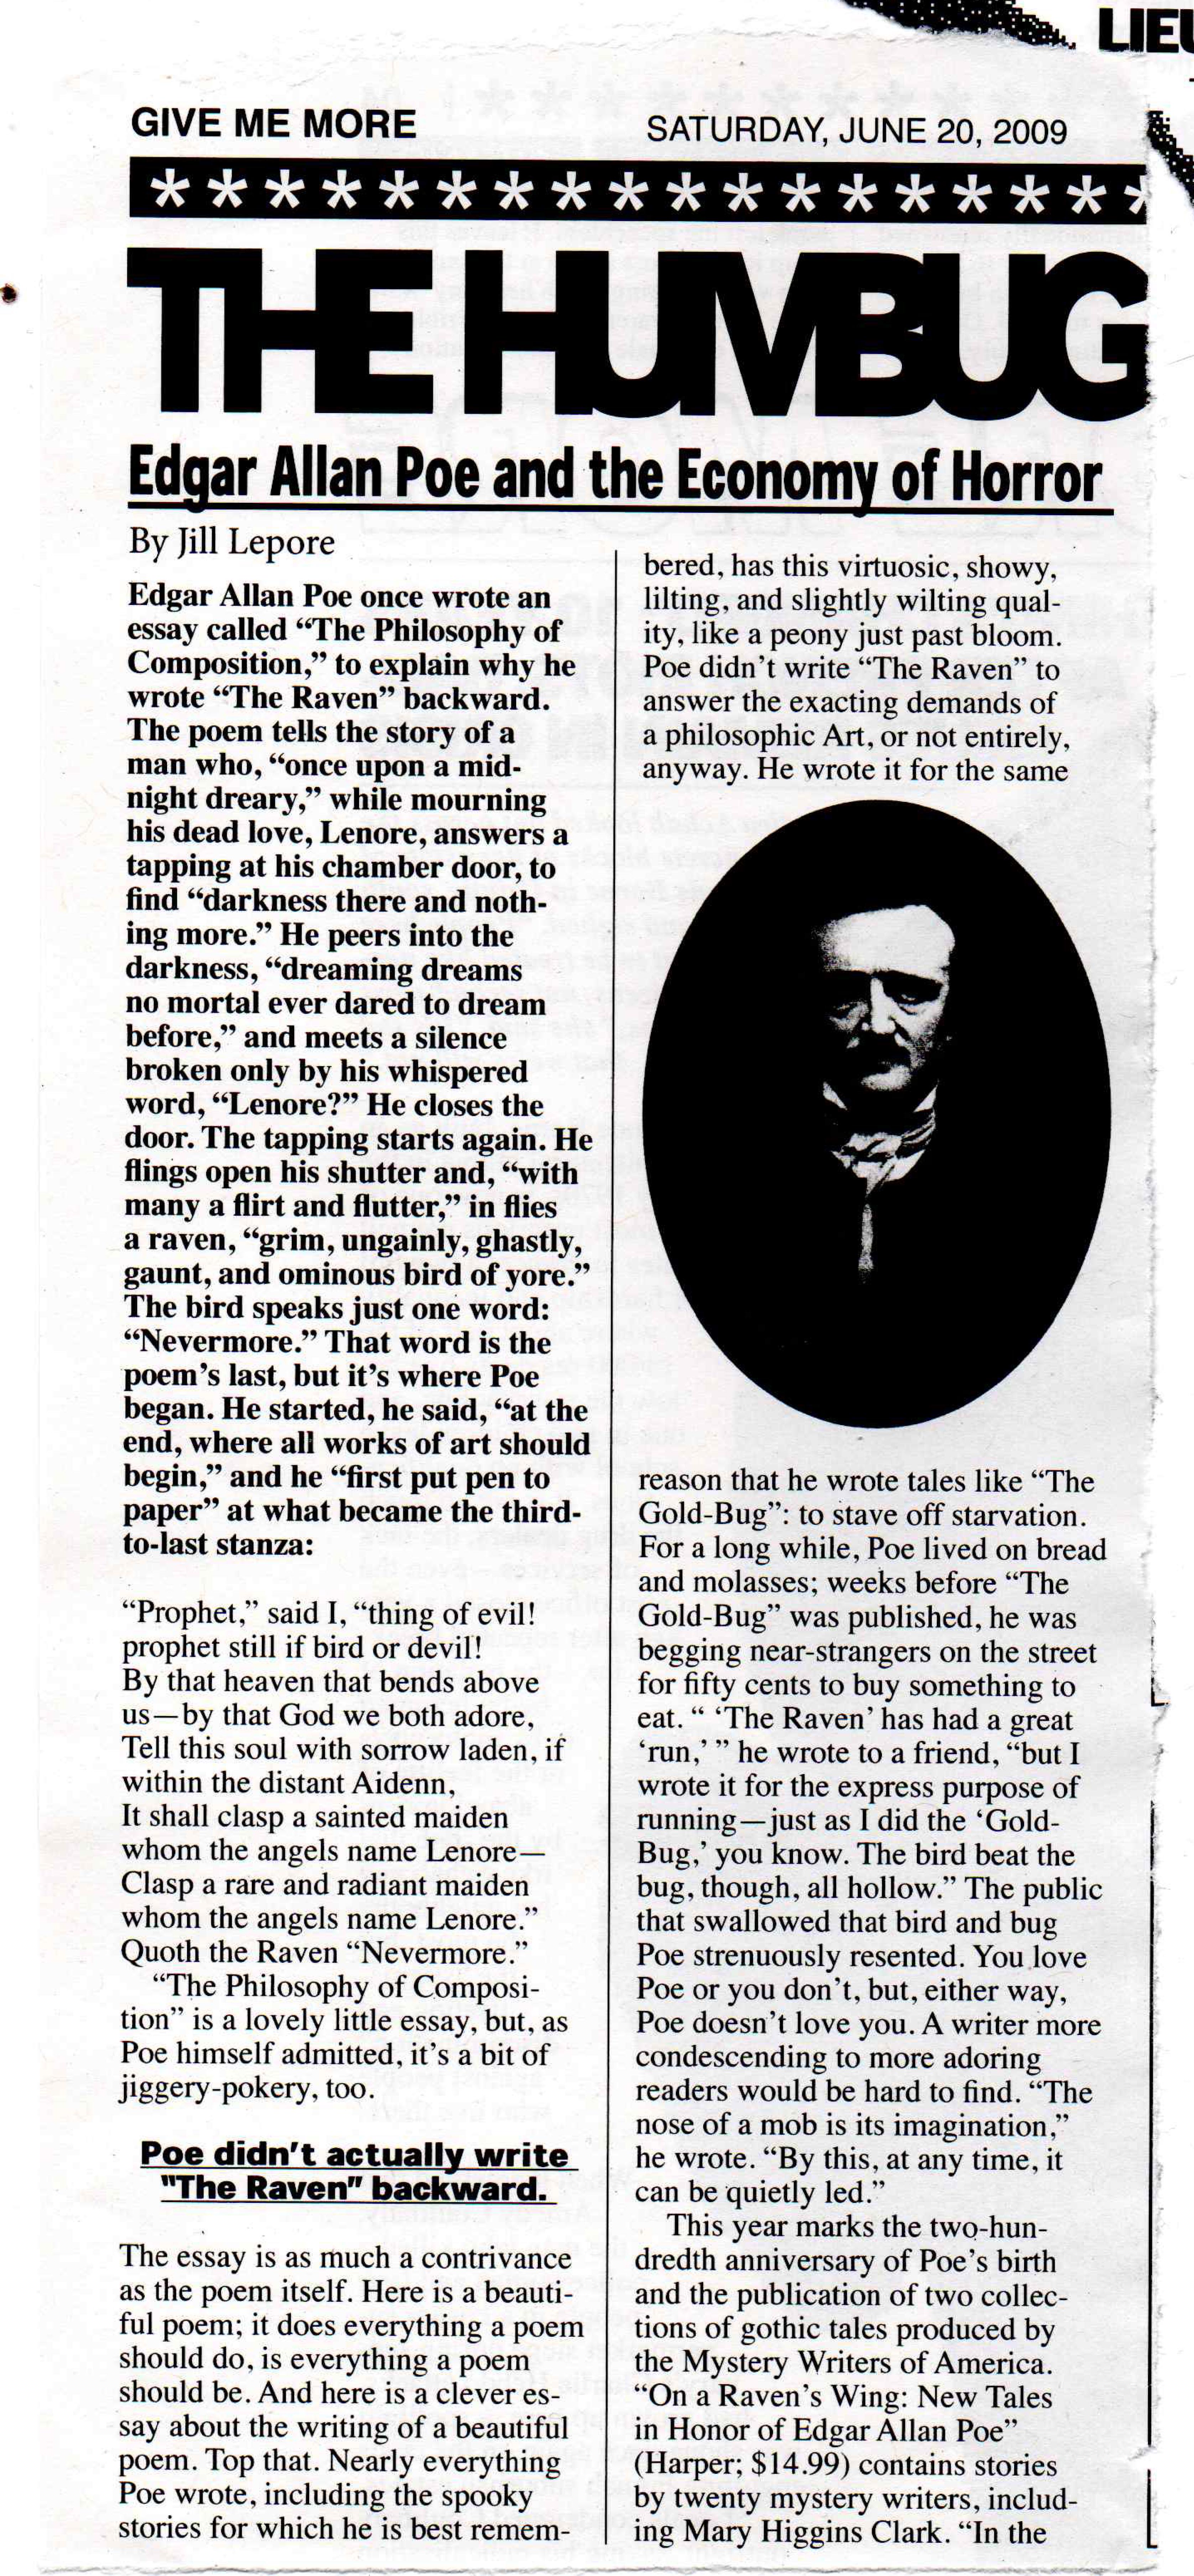 LIEU
GIVE ME MORE
SATURDAY, JUNE 20, 2009
* * * * * * * * * * * * * * * * * *
THE HUMBUG
Edgar Allan Poe and the Economy of Horror
By Jill Lepore
Edgar Allan Poe once wrote an
essay called “The Philosophy of
Composition,” to explain why he
wrote “The Raven” backward.
The poem tells the story of a
man who, “once upon a mid-
night dreary,” while mourning
his dead love, Lenore, answers a
tapping at his chamber door, to
find “darkness there and noth-
ing more.” He peers into the
darkness, “dreaming dreams
no mortal ever dared to dream
before,” and meets a silence
broken only by his whispered
word, “Lenore?” He closes the
door. The tapping starts again. He
flings open his shutter and, “with
many a flirt and flutter,” in flies
a raven, “grim, ungainly, ghastly,
gaunt, and ominous bird of yore.”
The bird speaks just one word:
“Nevermore.” That word is the
poem’s last, but it’s where Poe
began. He started, he said, “at the
end, where all works of art should
begin,” and he “first put pen to
paper” at what became the third-
to-last stanza:
“Prophet,” said I, “thing of evil!
prophet still if bird or devil!
By that heaven that bends above
us—by that God we both adore,
Tell this soul with sorrow laden, if
within the distant Aidenn,
It shall clasp a sainted maiden
whom the angels name Lenore—
Clasp a rare and radiant maiden
whom the angels name Lenore.”
Quoth the Raven “Nevermore.”
“The Philosophy of Composi-
tion” is a lovely little essay, but, as
Poe himself admitted, it’s a bit of
jiggery-pokery, too.
Poe didn't actually write
"The Raven" backward.
The essay is as much a contrivance
as the poem itself. Here is a beauti-
ful poem; it does everything a poem
should do, is everything a poem
should be. And here is a clever es-
say about the writing of a beautiful
poem. Top that. Nearly everything
Poe wrote, including the spooky
stories for which he is best remem-
bered, has this virtuosic, showy,
lilting, and slightly wilting qual-
ity, like a peony just past bloom.
Poe didn’t write “The Raven” to
answer the exacting demands of
a philosophic Art, or not entirely,
anyway. He wrote it for the same
reason that he wrote tales like “The
Gold-Bug”: to stave off starvation.
For a long while, Poe lived on bread
and molasses; weeks before “The
Gold-Bug” was published, he was
begging near-strangers on the street
for fifty cents to buy something to
eat. “ ‘The Raven’ has had a great
‘run,’ ” he wrote to a friend, “but I
wrote it for the express purpose of
running—just as I did the ‘Gold-
Bug,’ you know. The bird beat the
bug, though, all hollow.” The public
that swallowed that bird and bug
Poe strenuously resented. You love
Poe or you don’t, but, either way,
Poe doesn’t love you. A writer more
condescending to more adoring
readers would be hard to find. “The
nose of a mob is its imagination,”
he wrote. “By this, at any time, it
can be quietly led.”
This year marks the two-hun-
dredth anniversary of Poe’s birth
and the publication of two collec-
tions of gothic tales produced by
the Mystery Writers of America.
“On a Raven’s Wing: New Tales
in Honor of Edgar Allan Poe”
(Harper; $14.99) contains stories
by twenty mystery writers, includ-
ing Mary Higgins Clark. “In the